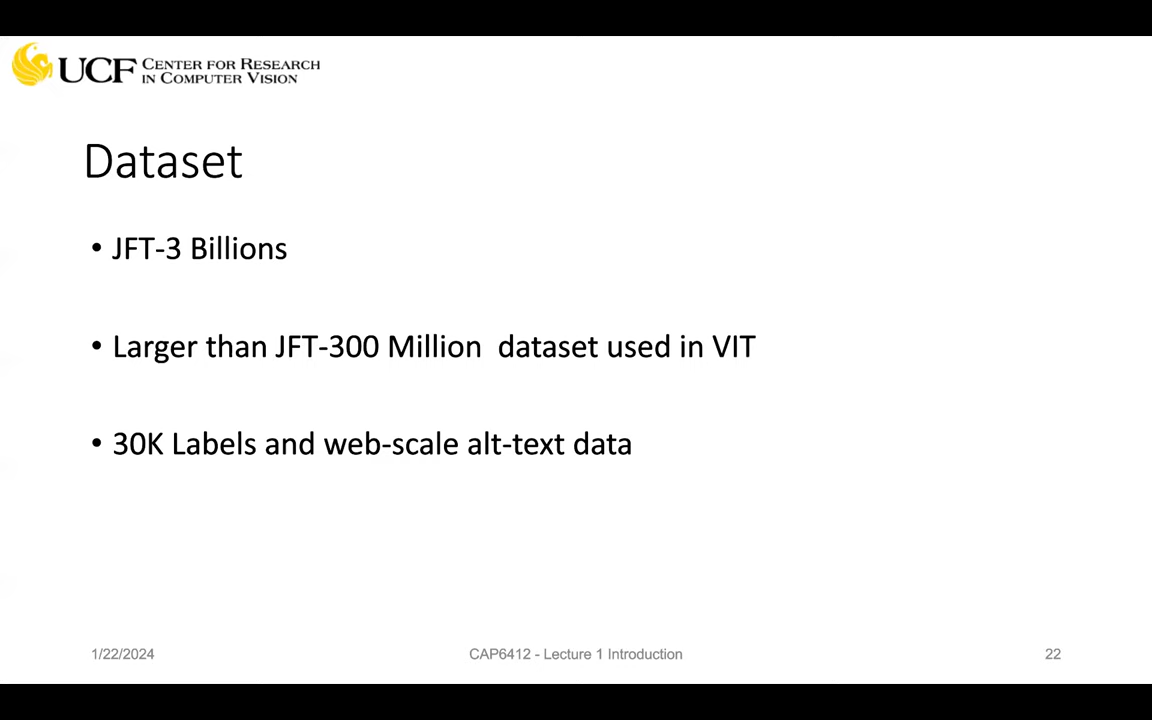 UCF CENTER FOR RESEARCH
IN COMPUTER VISION
Dataset
• JFT-3 Billions
• Larger than JFT-300 Million  dataset used in VIT
• 30K Labels and web-scale alt-text data
1/22/2024
CAP6412 - Lecture 1 Introduction
22